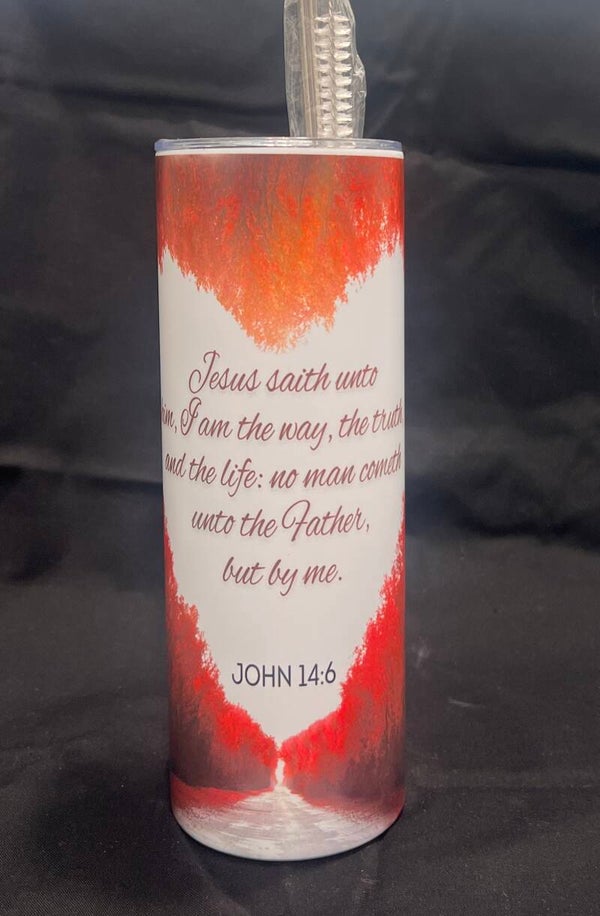 Jesus saith unto
him, I am the way, the truth,
and the life: no man cometh
unto the Father,
but by me.
JOHN 14:6